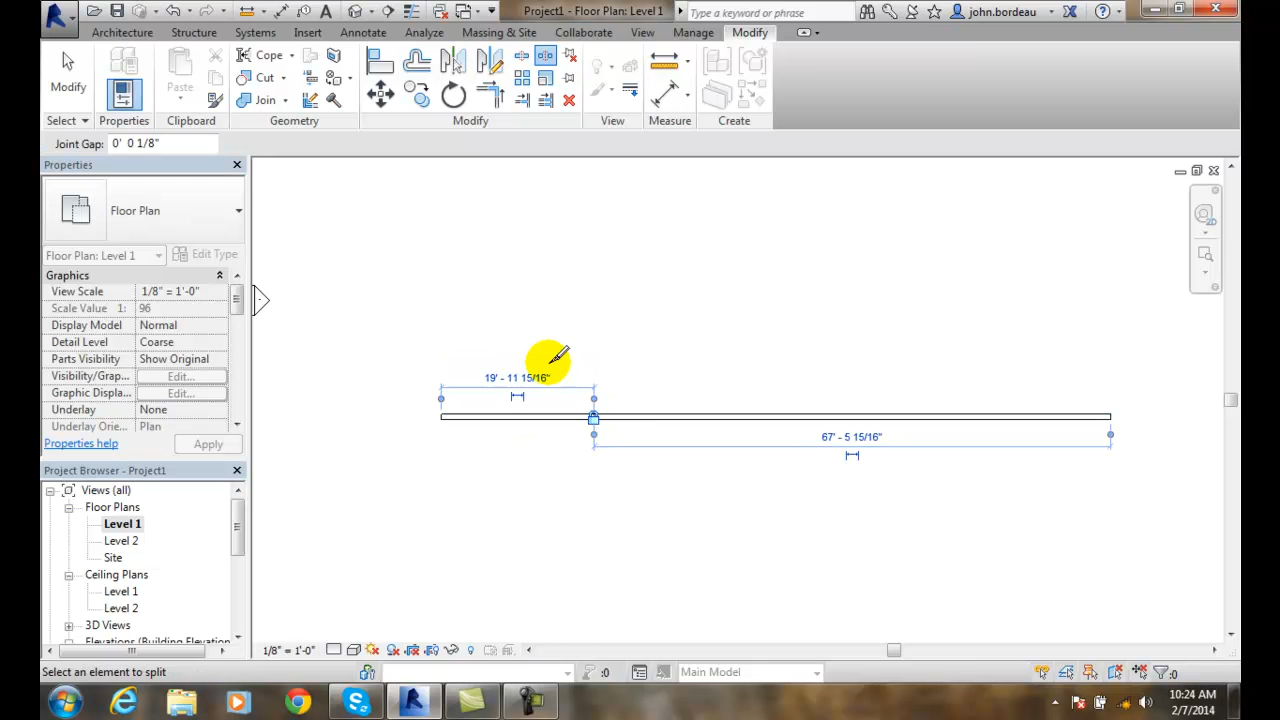 Project1 - Floor Plan: Level 1
Type a keyword or phrase
john.bordeau
Architecture Structure Systems Insert Annotate Analyze Massing & Site Collaborate View Manage Modify
Cope
Cut
Join
Modify
Paste
Select Properties Clipboard Geometry Modify View Measure Create
Joint Gap: 0' 0 1/8"
Properties
Floor Plan
Floor Plan: Level 1 Edit Type
Graphics
View Scale 1/8" = 1'-0"
Scale Value 1: 96
Display Model Normal
Detail Level Coarse
Parts Visibility Show Original
Visibility/Grap... Edit...
Graphic Displa... Edit...
Underlay None
Underlay Orie... Plan
Properties help Apply
Project Browser - Project1
Views (all)
Floor Plans
Level 1
Level 2
Site
Ceiling Plans
Level 1
Level 2
3D Views
Elevations (Building Elevation
2D
19' - 11 15/16"
67' - 5 15/16"
1/8" = 1'-0"
Select an element to split
:0
Main Model
:0
10:24 AM
2/7/2014